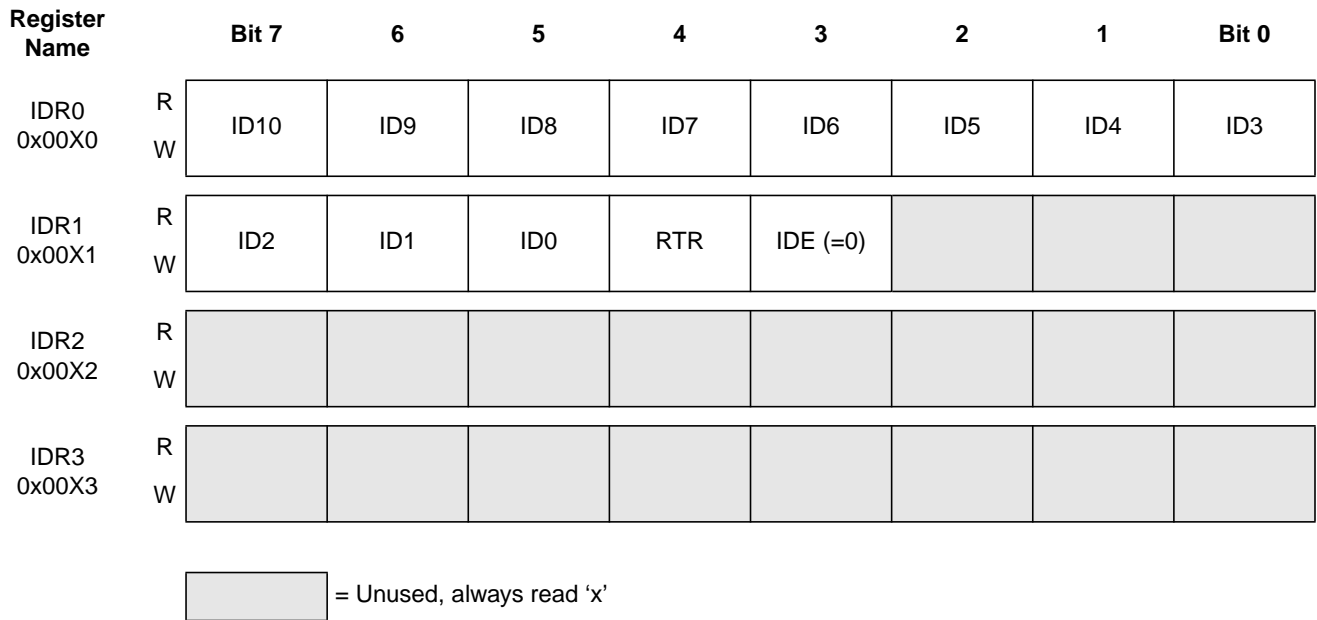 Register
Name
Bit 7 6 5 4 3 2 1 Bit 0
IDR0
0x00X0
R
W
ID10 ID9 ID8 ID7 ID6 ID5 ID4 ID3
IDR1
0x00X1
R
W
ID2 ID1 ID0 RTR IDE (=0)
IDR2
0x00X2
R
W
IDR3
0x00X3
R
W
= Unused, always read ‘x’